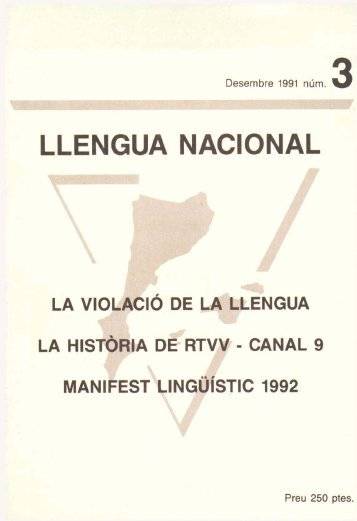 Desembre 1991 núm. 3
LLENGUA NACIONAL
LA VIOLACIÓ DE LA LLENGUA
LA HISTÒRIA DE RTVV - CANAL 9
MANIFEST LINGÜÍSTIC 1992
Preu 250 ptes.